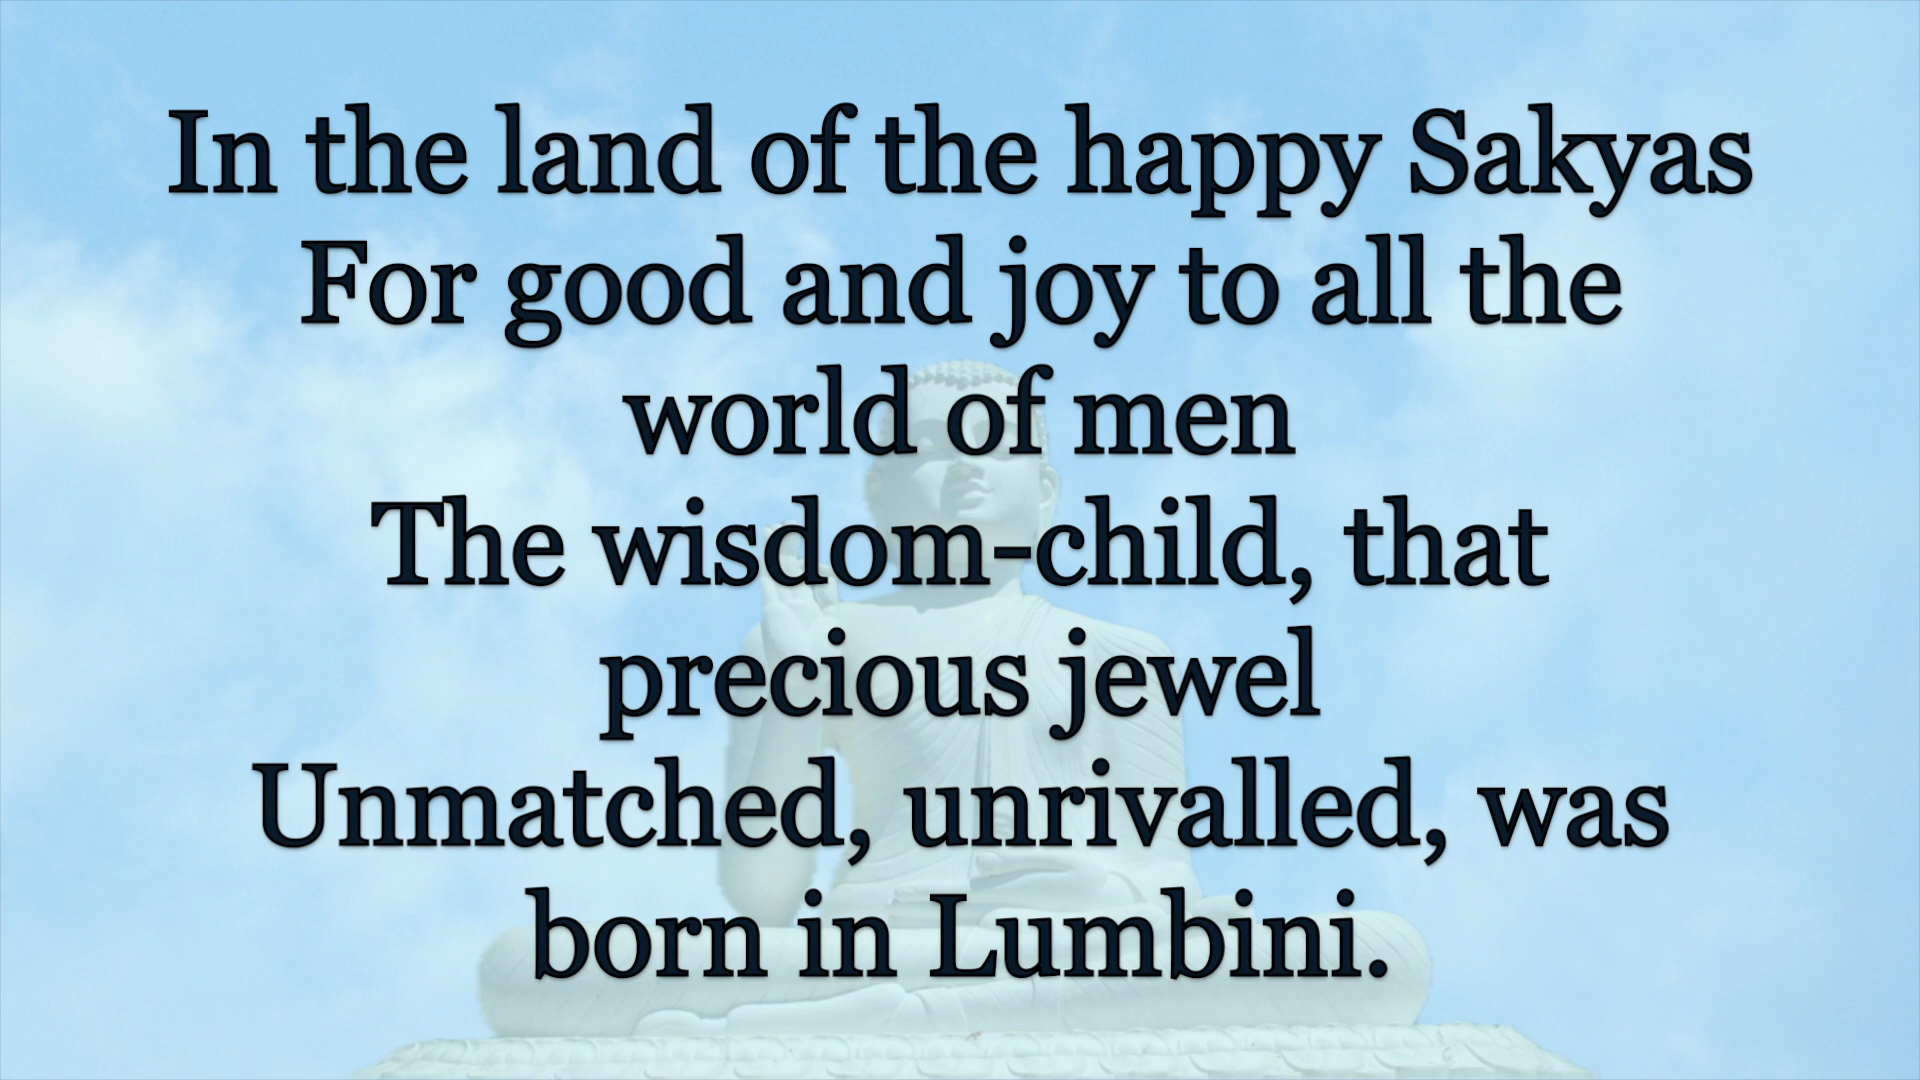 In the land of the happy Sakyas
For good and joy to all the
world of men
The wisdom-child, that
precious jewel
Unmatched, unrivalled, was
born in Lumbini.